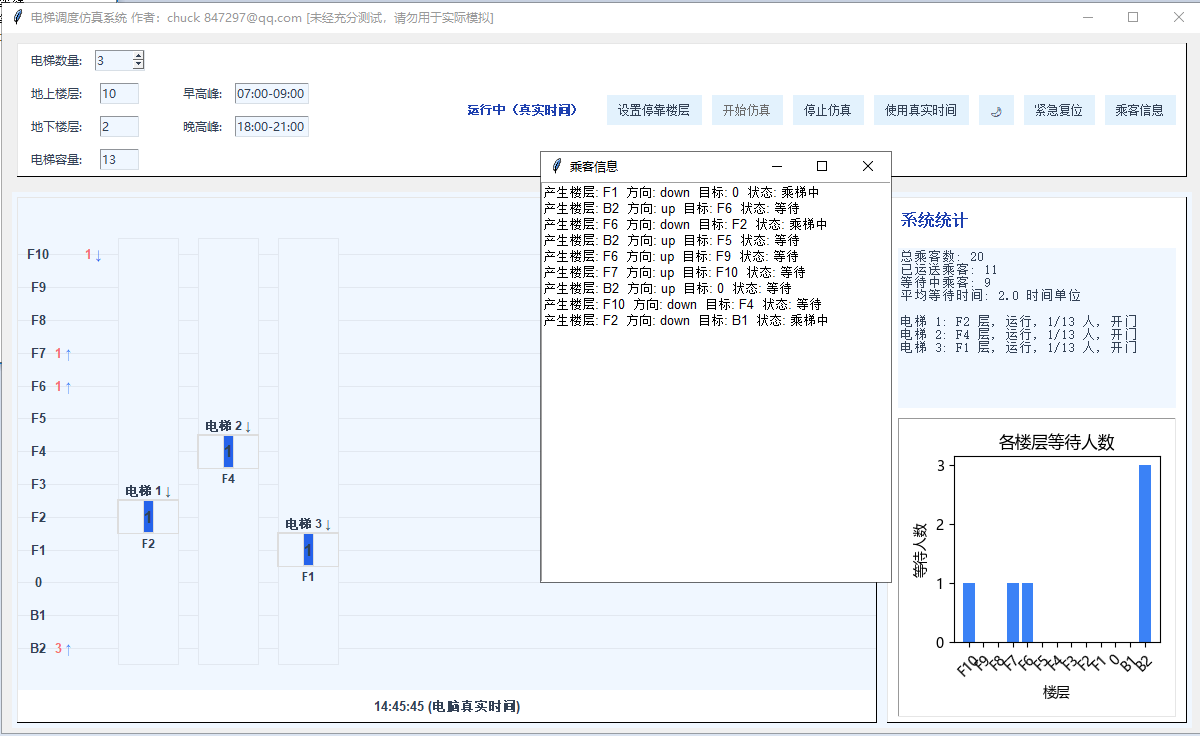 电梯调度仿真系统 作者：chuck 847297@qq.com [未经充分测试，请勿用于实际模拟]
电梯数量: 3
地上楼层: 10 早高峰: 07:00-09:00
地下楼层: 2 晚高峰: 18:00-21:00
电梯容量: 13
运行中（真实时间） 设置停靠楼层 开始仿真 停止仿真 使用真实时间 紧急复位 乘客信息
乘客信息
产生楼层: F1 方向: down 目标: 0 状态: 乘梯中
产生楼层: B2 方向: up 目标: F6 状态: 等待
产生楼层: F6 方向: down 目标: F2 状态: 乘梯中
产生楼层: B2 方向: up 目标: F5 状态: 等待
产生楼层: F6 方向: up 目标: F9 状态: 等待
产生楼层: F7 方向: up 目标: F10 状态: 等待
产生楼层: B2 方向: up 目标: 0 状态: 等待
产生楼层: F10 方向: down 目标: F4 状态: 等待
产生楼层: F2 方向: down 目标: B1 状态: 乘梯中
F10 1↓
F9
F8
F7 1↑
F6 1↑
F5
F4
F3
F2
F1
0
B1
B2 3↑
电梯 2↓
1
F4
电梯 1↓
1
F2
电梯 3↓
1
F1
14:45:45 (电脑真实时间)
系统统计
总乘客数: 20
已运送乘客: 11
等待中乘客: 9
平均等待时间: 2.0 时间单位
电梯 1: F2 层, 运行, 1/13 人, 开门
电梯 2: F4 层, 运行, 1/13 人, 开门
电梯 3: F1 层, 运行, 1/13 人, 开门
各楼层等待人数
等待人数
3
2
1
0
F10 F9 F8 F7 F6 F5 F4 F3 F2 F1 0 B1 B2
楼层